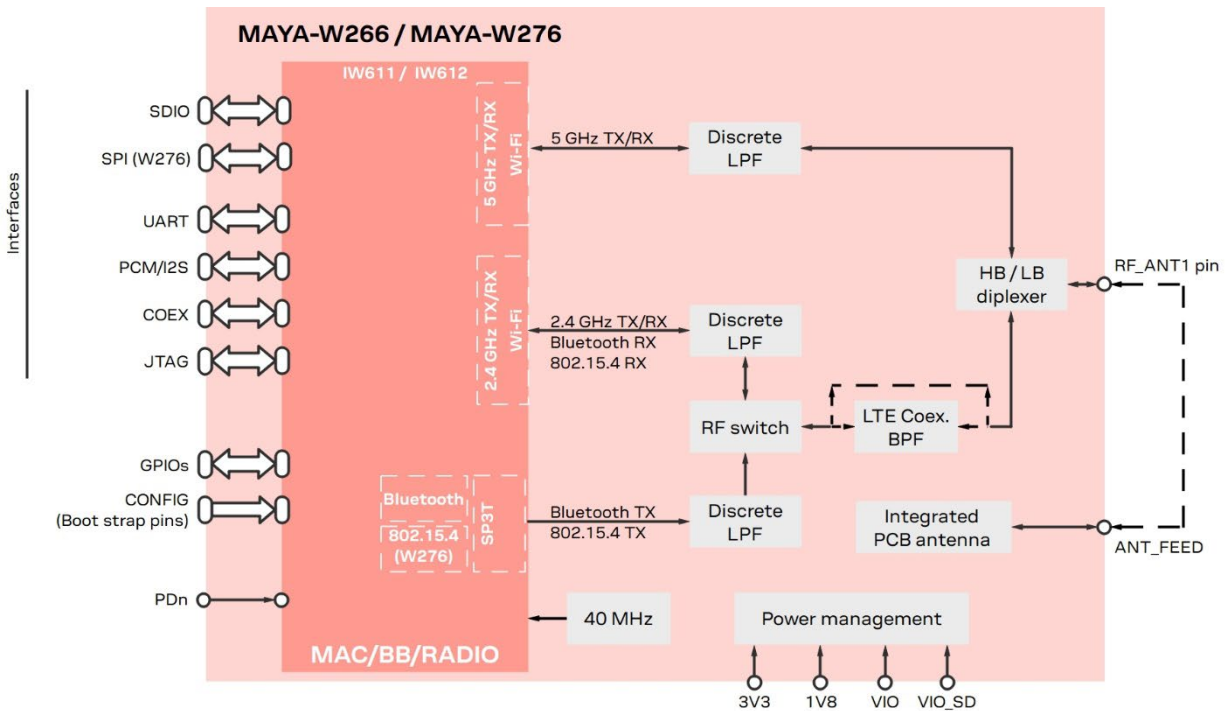 MAYA-W266 / MAYA-W276
IW611 / IW612
Interfaces
SDIO
SPI (W276)
UART
PCM/I2S
COEX
JTAG
GPIOs
CONFIG
(Boot strap pins)
PDn
5 GHz TX/RX
Wi-Fi
2.4 GHz TX/RX
Wi-Fi
Bluetooth
802.15.4
(W276)
SP3T
MAC/BB/RADIO
5 GHz TX/RX
Discrete
LPF
2.4 GHz TX/RX
Bluetooth RX
802.15.4 RX
Discrete
LPF
RF switch
LTE Coex.
BPF
HB / LB
diplexer
RF_ANT1 pin
Bluetooth TX
802.15.4 TX
Discrete
LPF
Integrated
PCB antenna
ANT_FEED
40 MHz
Power management
3V3
1V8
VIO
VIO_SD